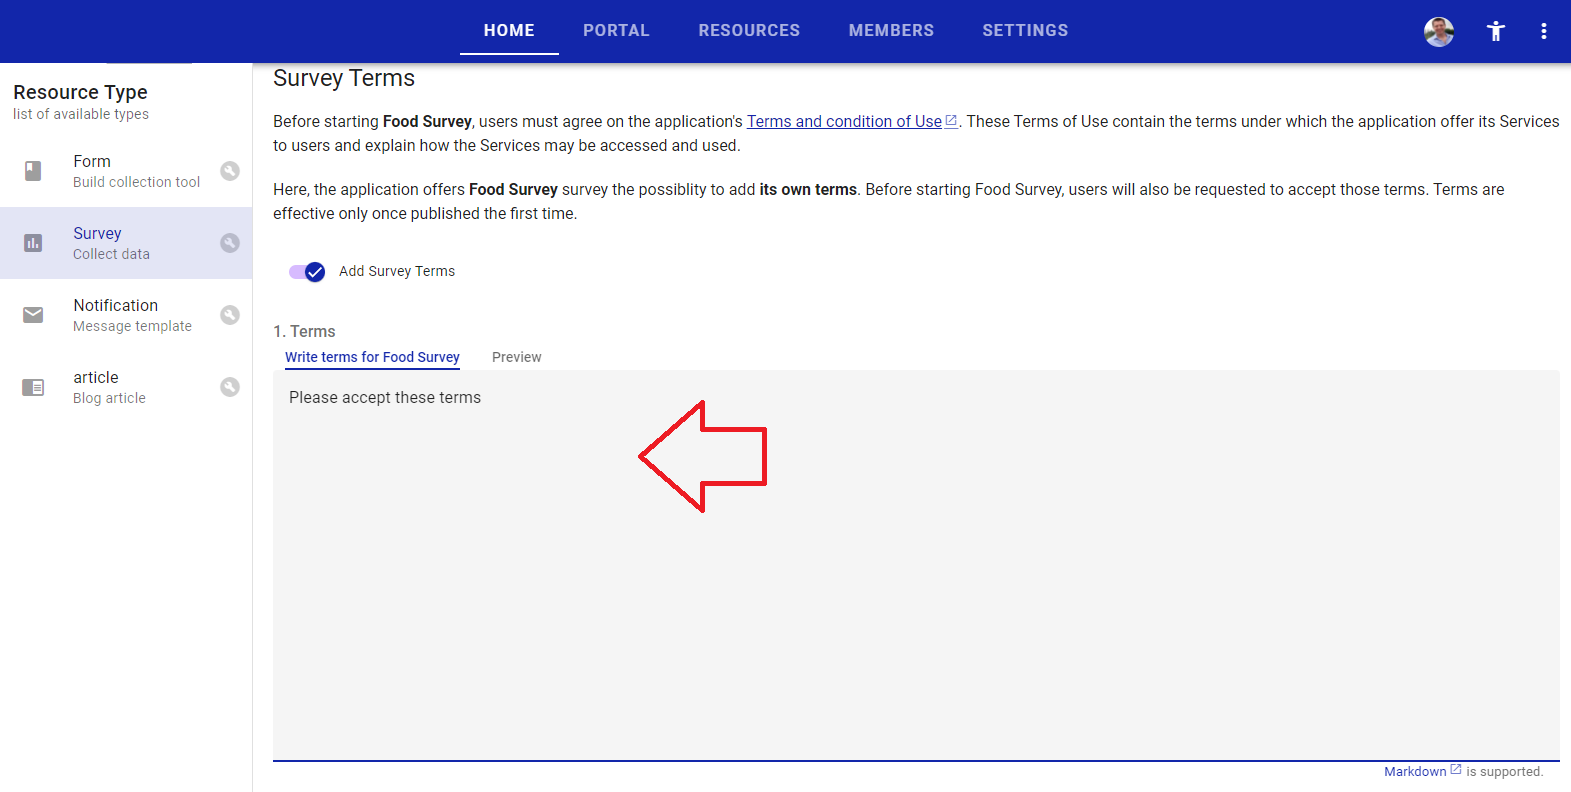 HOME PORTAL RESOURCES MEMBERS SETTINGS
Resource Type
list of available types
Form
Build collection tool
Survey
Collect data
Notification
Message template
article
Blog article
Survey Terms
Before starting Food Survey, users must agree on the application's Terms and condition of Use. These Terms of Use contain the terms under which the application offer its Services
to users and explain how the Services may be accessed and used.
Here, the application offers Food Survey survey the possiblity to add its own terms. Before starting Food Survey, users will also be requested to accept those terms. Terms are
effective only once published the first time.
Add Survey Terms
1. Terms
Write terms for Food Survey Preview
Please accept these terms
Markdown is supported.